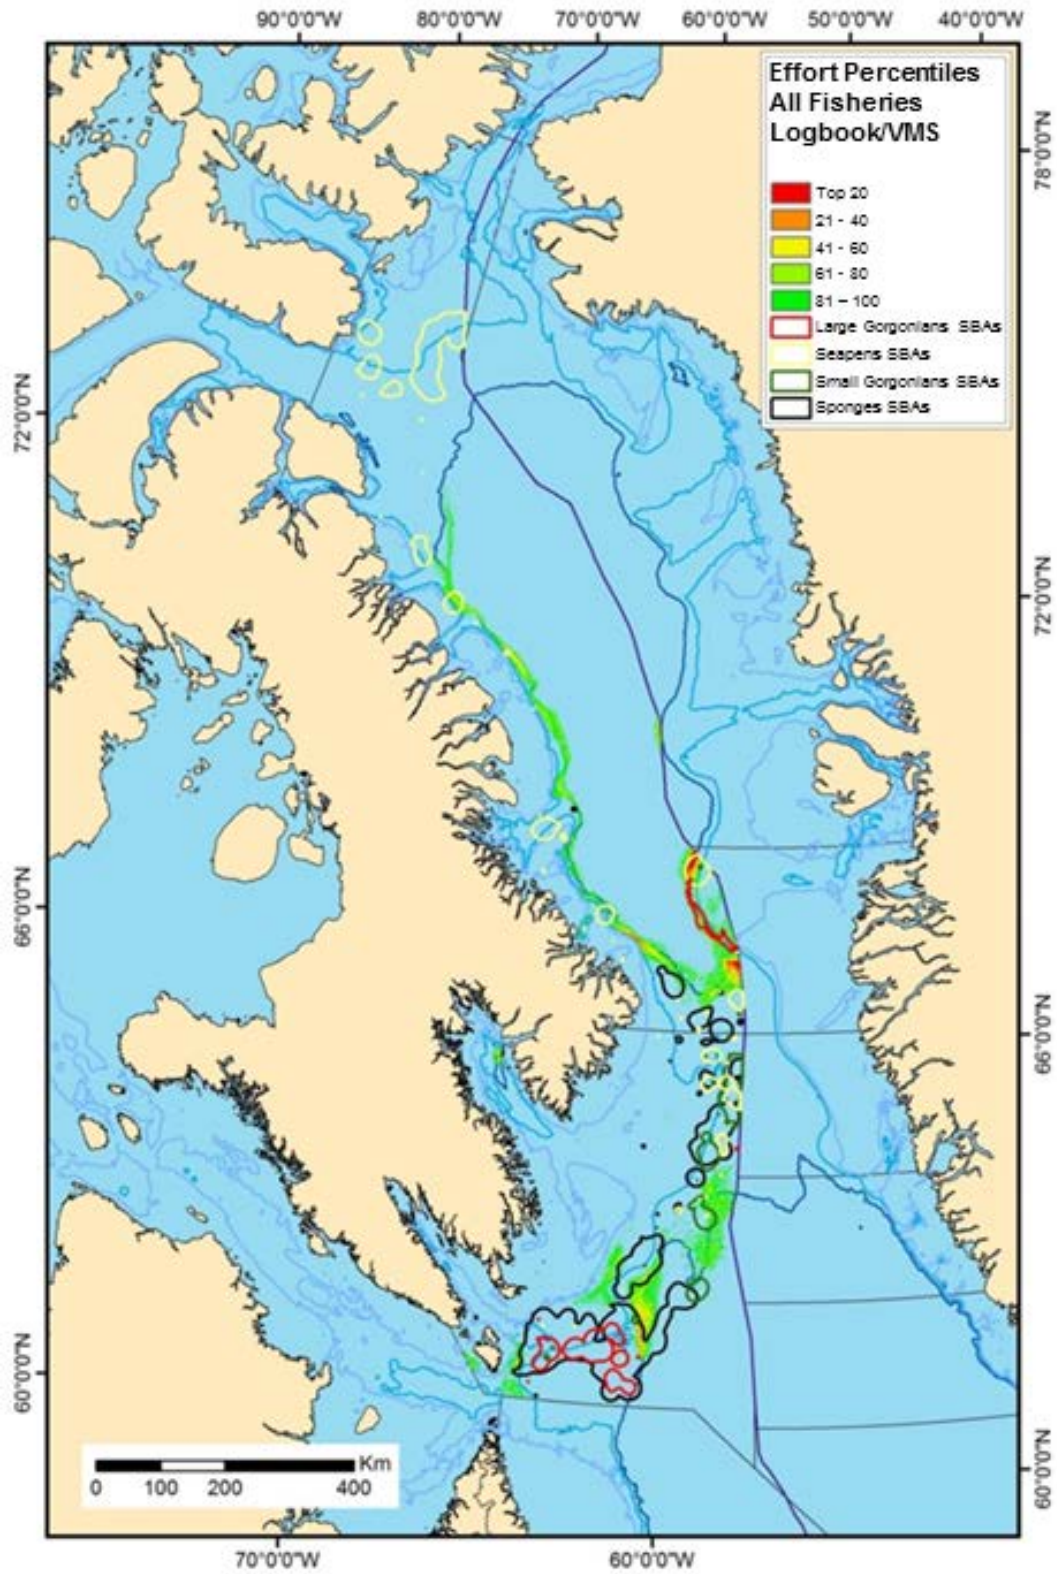 90°0'0"W 80°0'0"W 70°0'0"W 60°0'0"W 50°0'0"W 40°0'0"W
Effort Percentiles
All Fisheries
Logbook/VMS
Top 20
21 - 40
41 - 60
61 - 80
81 – 100
Large Gorgonians SBAs
Seapens SBAs
Small Gorgonians SBAs
Sponges SBAs
78°0'0"N
72°0'0"N
72°0'0"N
66°0'0"N
66°0'0"N
60°0'0"N
60°0'0"N
Km
0 100 200 400
70°0'0"W 60°0'0"W